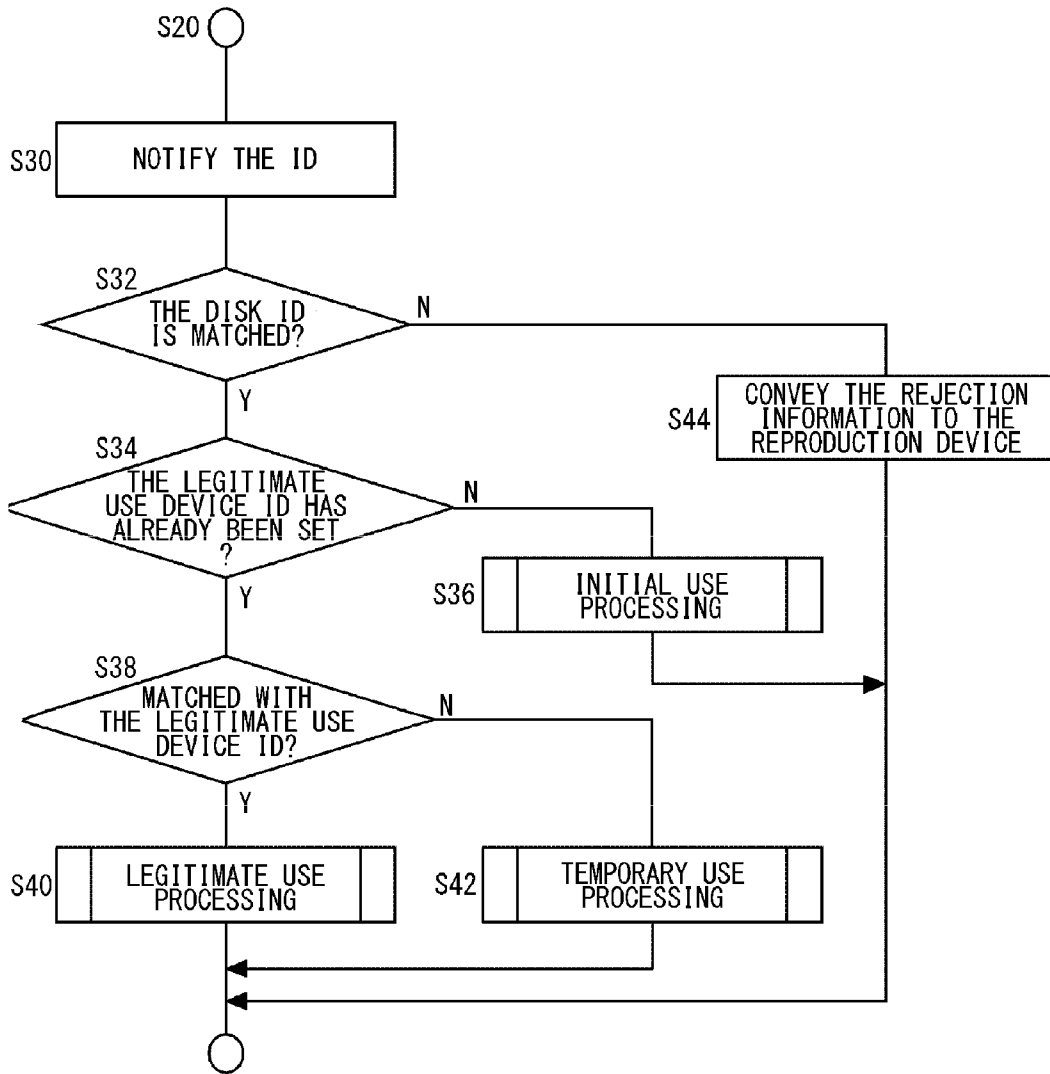 S20
S30
NOTIFY THE ID
S32
THE DISK ID
IS MATCHED?
N
Y
S44
CONVEY THE REJECTION
INFORMATION TO THE
REPRODUCTION DEVICE
S34
THE LEGITIMATE
USE DEVICE ID HAS
ALREADY BEEN SET
?
N
Y
S36
INITIAL USE
PROCESSING
S38
MATCHED WITH
THE LEGITIMATE USE
DEVICE ID?
N
Y
S40
LEGITIMATE USE
PROCESSING
S42
TEMPORARY USE
PROCESSING